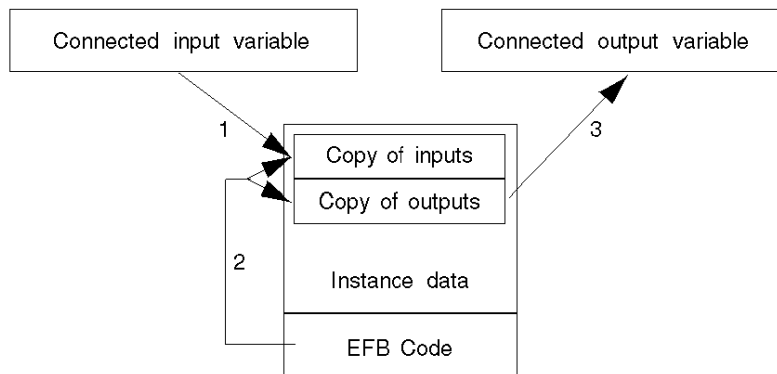 Connected input variable
Connected output variable
1
3
Copy of inputs
Copy of outputs
2
Instance data
EFB Code